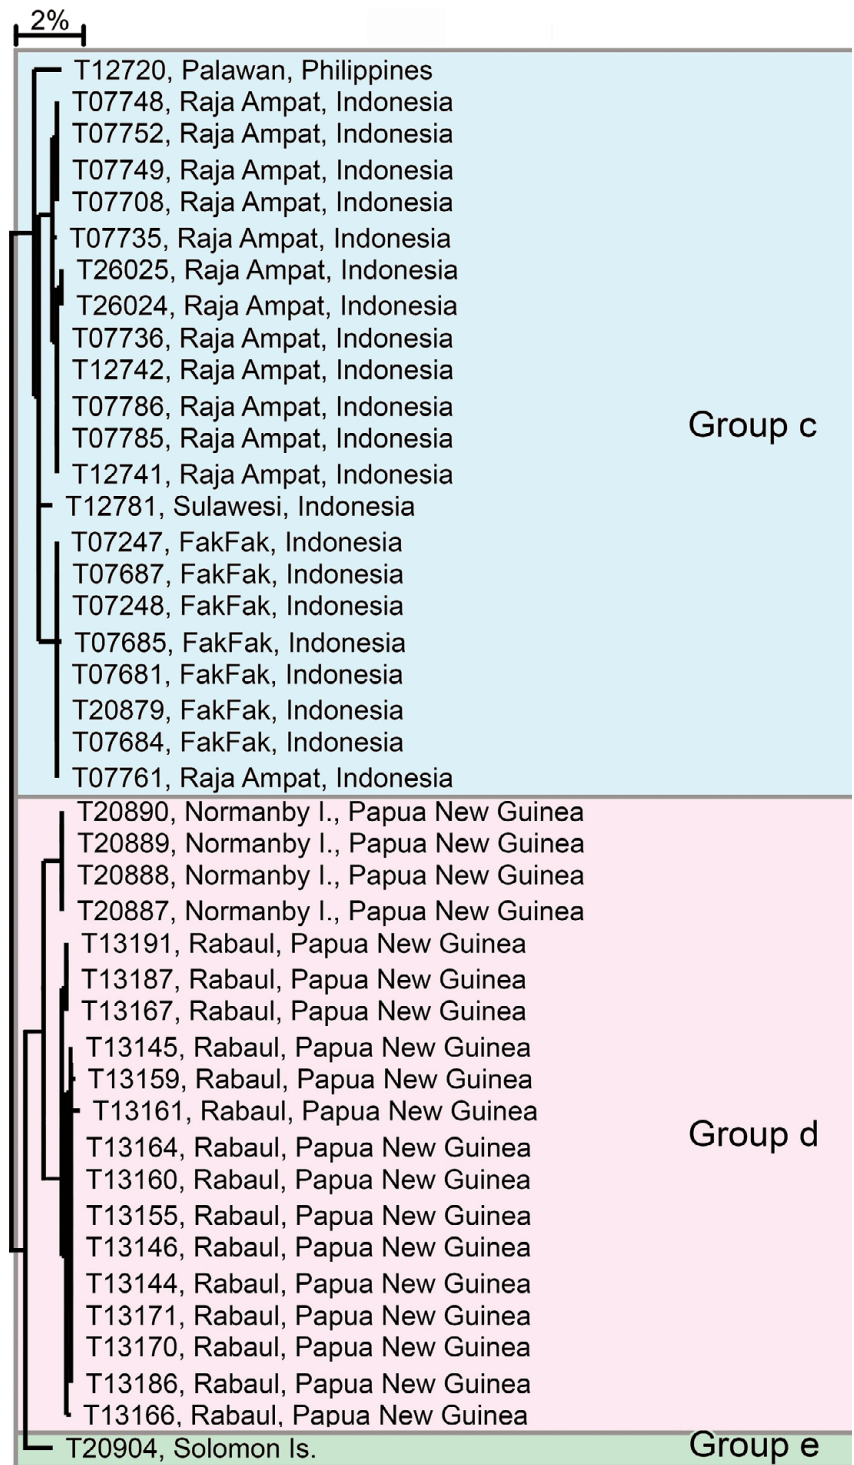 2%
T12720, Palawan, Philippines
T07748, Raja Ampat, Indonesia
T07752, Raja Ampat, Indonesia
T07749, Raja Ampat, Indonesia
T07708, Raja Ampat, Indonesia
T07735, Raja Ampat, Indonesia
T26025, Raja Ampat, Indonesia
T26024, Raja Ampat, Indonesia
T07736, Raja Ampat, Indonesia
T12742, Raja Ampat, Indonesia
T07786, Raja Ampat, Indonesia
Group c
T07785, Raja Ampat, Indonesia
T12741, Raja Ampat, Indonesia
T12781, Sulawesi, Indonesia
T07247, FakFak, Indonesia
T07687, FakFak, Indonesia
T07248, FakFak, Indonesia
T07685, FakFak, Indonesia
T07681, FakFak, Indonesia
T20879, FakFak, Indonesia
T07684, FakFak, Indonesia
T07761, Raja Ampat, Indonesia
T20890, Normanby I., Papua New Guinea
T20889, Normanby I., Papua New Guinea
T20888, Normanby I., Papua New Guinea
T20887, Normanby I., Papua New Guinea
T13191, Rabaul, Papua New Guinea
T13187, Rabaul, Papua New Guinea
T13167, Rabaul, Papua New Guinea
T13145, Rabaul, Papua New Guinea
T13159, Rabaul, Papua New Guinea
T13161, Rabaul, Papua New Guinea
Group d
T13164, Rabaul, Papua New Guinea
T13160, Rabaul, Papua New Guinea
T13155, Rabaul, Papua New Guinea
T13146, Rabaul, Papua New Guinea
T13144, Rabaul, Papua New Guinea
T13171, Rabaul, Papua New Guinea
T13170, Rabaul, Papua New Guinea
T13186, Rabaul, Papua New Guinea
T13166, Rabaul, Papua New Guinea
T20904, Solomon Is.
Group e